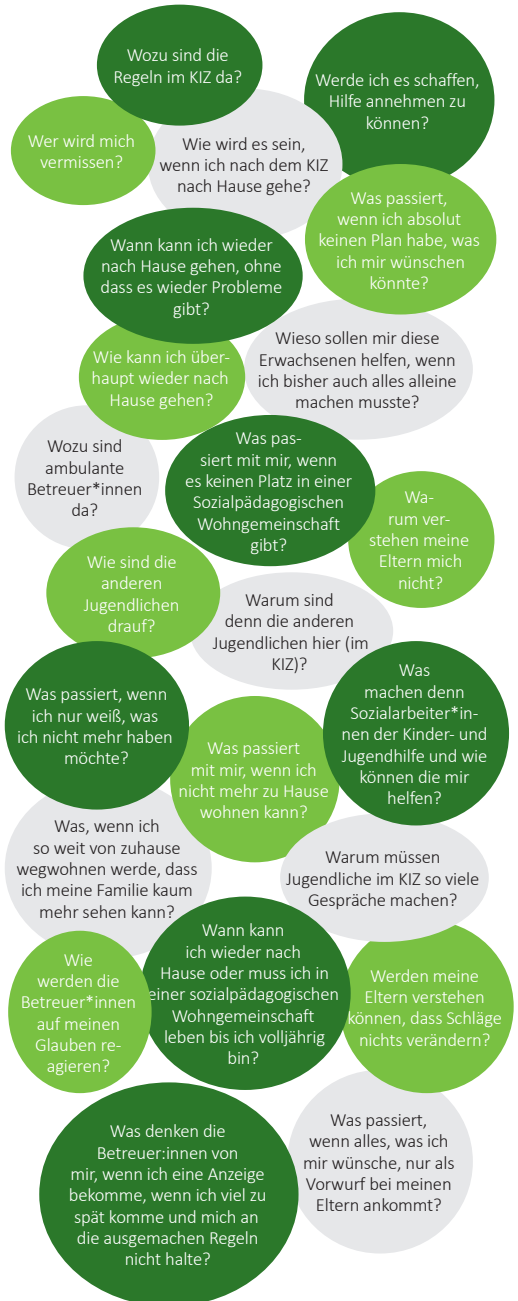 Wozu sind die
Regeln im KIZ da?
Werde ich es schaffen,
Hilfe annehmen zu
können?
Wer wird mich
vermissen?
Wie wird es sein,
wenn ich nach dem KIZ
nach Hause gehe?
Was passiert,
wenn ich absolut
keinen Plan habe, was
ich mir wünschen
könnte?
Wann kann ich wieder
nach Hause gehen, ohne
dass es wieder Probleme
gibt?
Wieso sollen mir diese
Erwachsenen helfen, wenn
ich bisher auch alles alleine
machen musste?
Wie kann ich über-
haupt wieder nach
Hause gehen?
Was pas-
siert mit mir, wenn
es keinen Platz in einer
Sozialpädagogischen
Wohngemeinschaft
gibt?
Wozu sind
ambulante
Betreuer*innen
da?
Wa-
rum ver-
stehen meine
Eltern mich
nicht?
Wie sind die
anderen
Jugendlichen
drauf?
Warum sind
denn die anderen
Jugendlichen hier (im
KIZ)?
Was passiert, wenn
ich nur weiß, was
ich nicht mehr haben
möchte?
Was
machen denn
Sozialarbeiter*in-
nen der Kinder- und
Jugendhilfe und wie
können die mir
helfen?
Was passiert
mit mir, wenn ich
nicht mehr zu Hause
wohnen kann?
Was, wenn ich
so weit von zuhause
wegwohnen werde, dass
ich meine Familie kaum
mehr sehen kann?
Warum müssen
Jugendliche im KIZ so viele
Gespräche machen?
Wann kann
ich wieder nach
Hause oder muss ich in
einer sozialpädagogischen
Wohngemeinschaft
leben bis ich volljährig
bin?
Wie
werden die
Betreuer*innen
auf meinen
Glauben re-
agieren?
Werden meine
Eltern verstehen
können, dass Schläge
nichts verändern?
Was denken die
Betreuer:innen von
mir, wenn ich eine Anzeige
bekomme, wenn ich viel zu
spät komme und mich an
die ausgemachen Regeln
nicht halte?
Was passiert,
wenn alles, was ich
mir wünsche, nur als
Vorwurf bei meinen
Eltern ankommt?